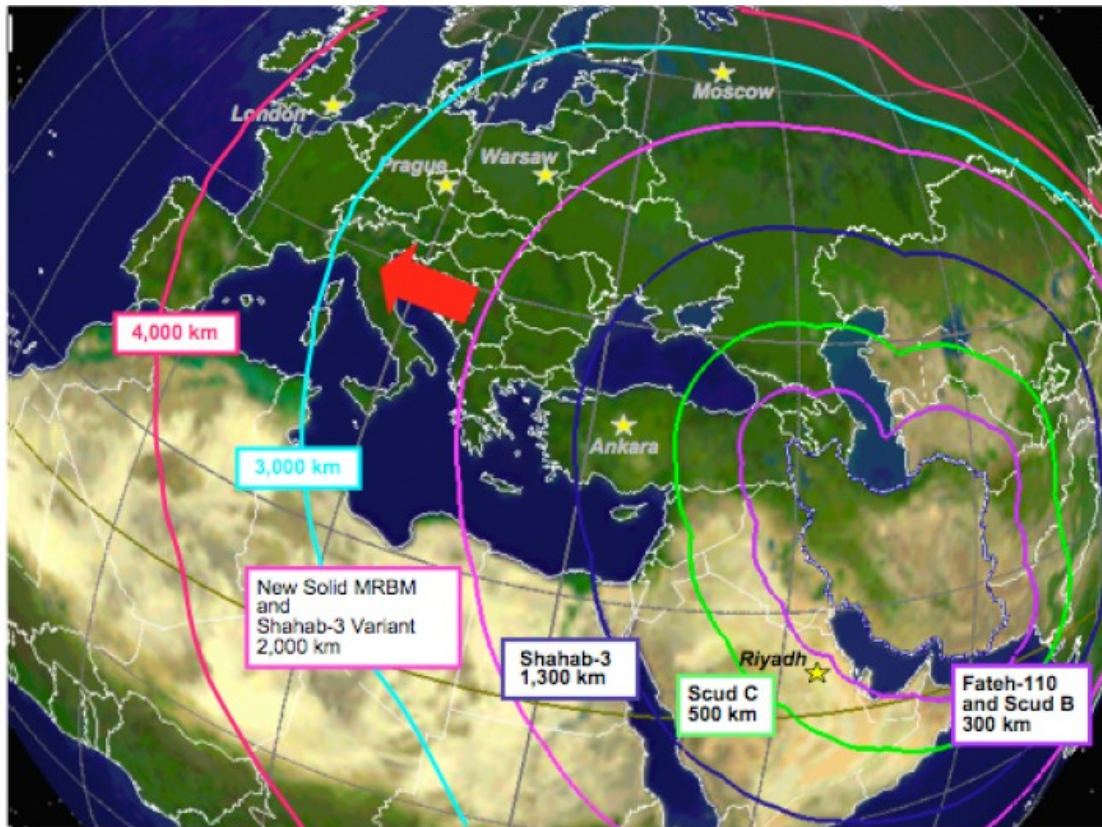 London
Moscow
Prague
Warsaw
4,000 km
Ankara
3,000 km
New Solid MRBM
and
Shahab-3 Variant
2,000 km
Shahab-3
1,300 km
Riyadh
Scud C
500 km
Fateh-110
and Scud B
300 km